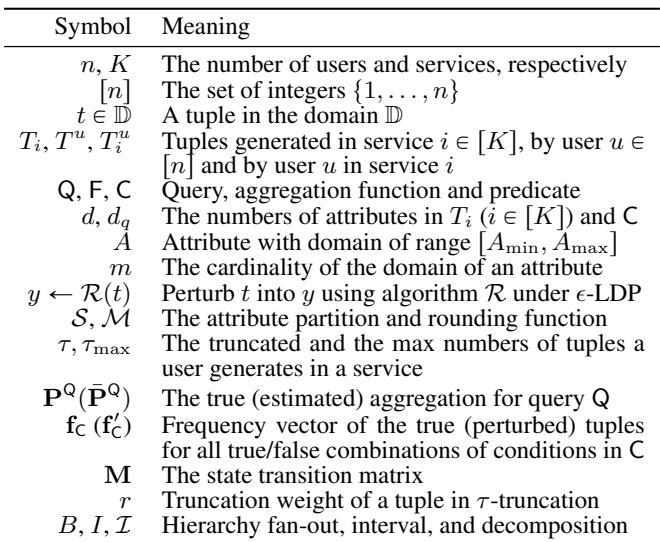 Symbol Meaning
n, K The number of users and services, respectively
[n] The set of integers {1, . . . , n}
t ∈ 𝔻 A tuple in the domain 𝔻
T_i, T^u, T_i^u Tuples generated in service i ∈ [K], by user u ∈
[n] and by user u in service i
Q, F, C Query, aggregation function and predicate
d, d_q The numbers of attributes in T_i (i ∈ [K]) and C
A Attribute with domain of range [A_min, A_max]
m The cardinality of the domain of an attribute
y ← ℛ(t) Perturb t into y using algorithm ℛ under ϵ-LDP
𝒮, ℳ The attribute partition and rounding function
τ, τ_max The truncated and the max numbers of tuples a
user generates in a service
P^Q(P̄^Q) The true (estimated) aggregation for query Q
f_C (f′_C) Frequency vector of the true (perturbed) tuples
for all true/false combinations of conditions in C
M The state transition matrix
r Truncation weight of a tuple in τ-truncation
B, I, ℐ Hierarchy fan-out, interval, and decomposition